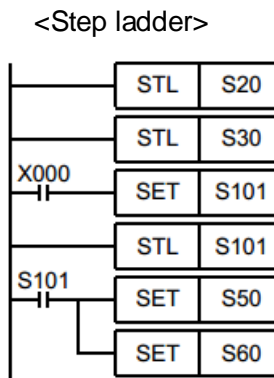 <Step ladder>
STL S20
STL S30
X000 SET S101
STL S101
S101 SET S50
SET S60